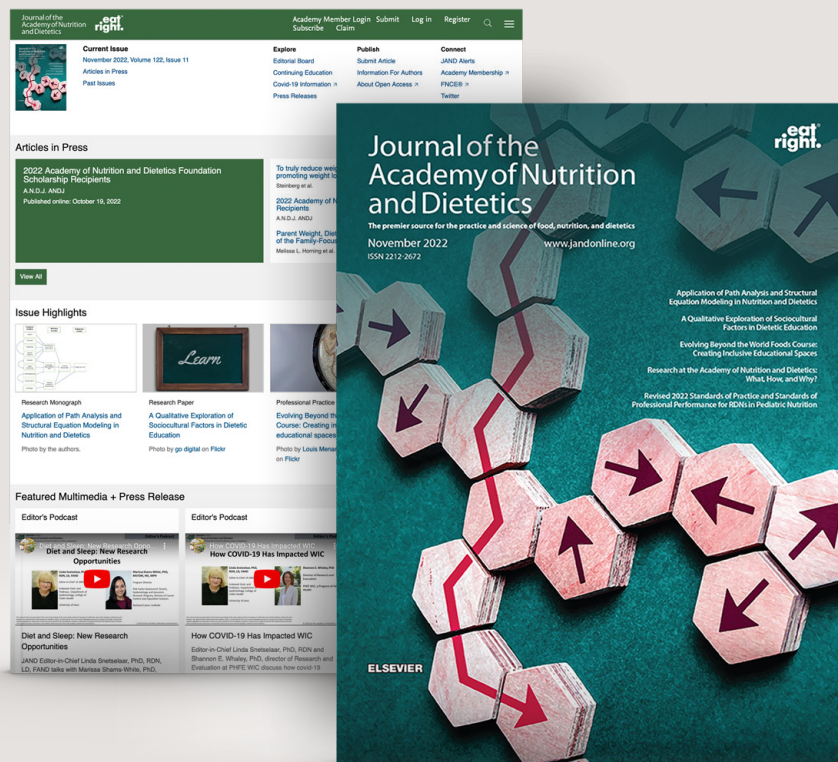 Journal of the
Academy of Nutrition
and Dietetics
eat
right.
Academy Member Login Submit Log in Register
Subscribe Claim
Current Issue
November 2022, Volume 122, Issue 11
Articles in Press
Past Issues
Explore
Editorial Board
Continuing Education
Covid-19 Information
Press Releases
Publish
Submit Article
Information For Authors
About Open Access
Connect
JAND Alerts
Academy Membership
FNCE®
Twitter
Articles in Press
2022 Academy of Nutrition and Dietetics Foundation
Scholarship Recipients
A.N.D.J. ANDJ
Published online: October 19, 2022
To truly reduce
promoting weight
Steinberg et al.
2022 Academy of
Recipients
A.N.D.J. ANDJ
Parent Weight,
of the Family-
Melissa L. Horning et al.
View All
Issue Highlights
Learn
Research Monograph
Application of Path Analysis and
Structural Equation Modeling in
Nutrition and Dietetics
Photo by the authors.
Research Paper
A Qualitative Exploration of
Sociocultural Factors in Dietetic
Education
Photo by go digital on Flickr
Professional Practice
Evolving Beyond
Course: Creating
educational spaces
Photo by Louis
on Flickr
Featured Multimedia + Press Release
Editor's Podcast
Diet and Sleep: New Research
Opportunities
Diet and Sleep: New Research
Opportunities
JAND Editor-in-Chief Linda Snetselaar, PhD, RDN,
LD, FAND talks with Marissa Shams-White, PhD,
Editor's Podcast
How COVID-19 Has Impacted WIC
How COVID-19 Has Impacted WIC
Editor-in-Chief Linda Snetselaar, PhD, RDN and
Shannon E. Whaley, PhD, director of Research and
Evaluation at PHFE WIC discuss how covid-19
Journal of the
Academy of Nutrition
and Dietetics
eat
right.
The premier source for the practice and science of food, nutrition, and dietetics
November 2022 www.jandonline.org
ISSN 2212-2672
Application of Path Analysis and Structural
Equation Modeling in Nutrition and Dietetics
A Qualitative Exploration of Sociocultural
Factors in Dietetic Education
Evolving Beyond the World Foods Course:
Creating Inclusive Educational Spaces
Research at the Academy of Nutrition and Dietetics:
What, How, and Why?
Revised 2022 Standards of Practice and Standards of
Professional Performance for RDNs in Pediatric Nutrition
ELSEVIER